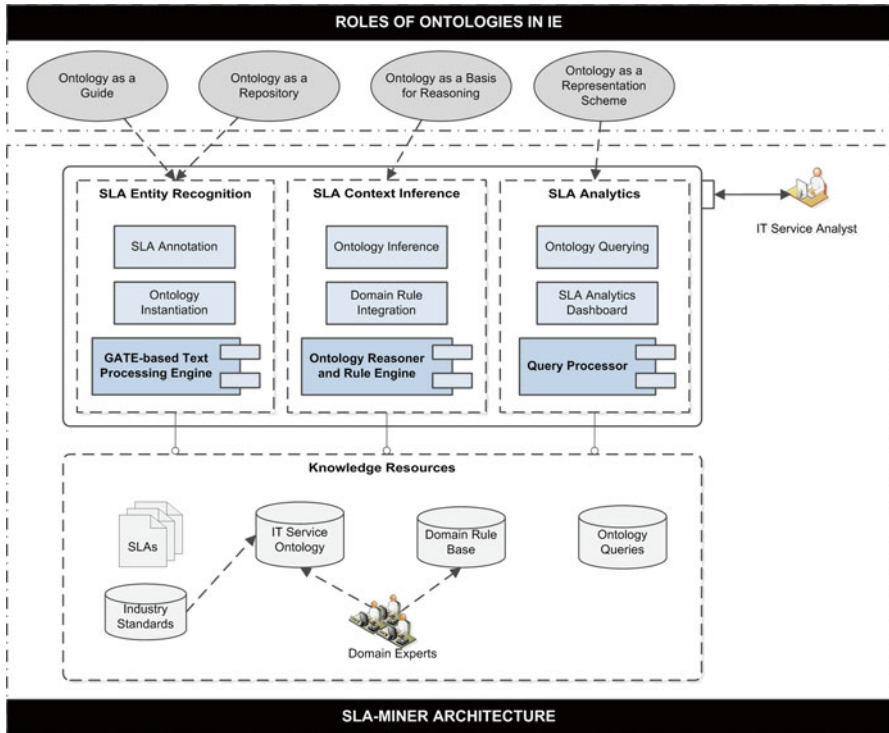 ROLES OF ONTOLOGIES IN IE
Ontology as a
Guide
Ontology as a
Repository
Ontology as a Basis
for Reasoning
Ontology as a
Representation
Scheme
SLA Entity Recognition
SLA Annotation
Ontology
Instantiation
GATE-based Text
Processing Engine
SLA Context Inference
Ontology Inference
Domain Rule
Integration
Ontology Reasoner
and Rule Engine
SLA Analytics
Ontology Querying
SLA Analytics
Dashboard
Query Processor
IT Service Analyst
Knowledge Resources
SLAs
IT Service
Ontology
Domain Rule
Base
Ontology
Queries
Industry
Standards
Domain Experts
SLA-MINER ARCHITECTURE